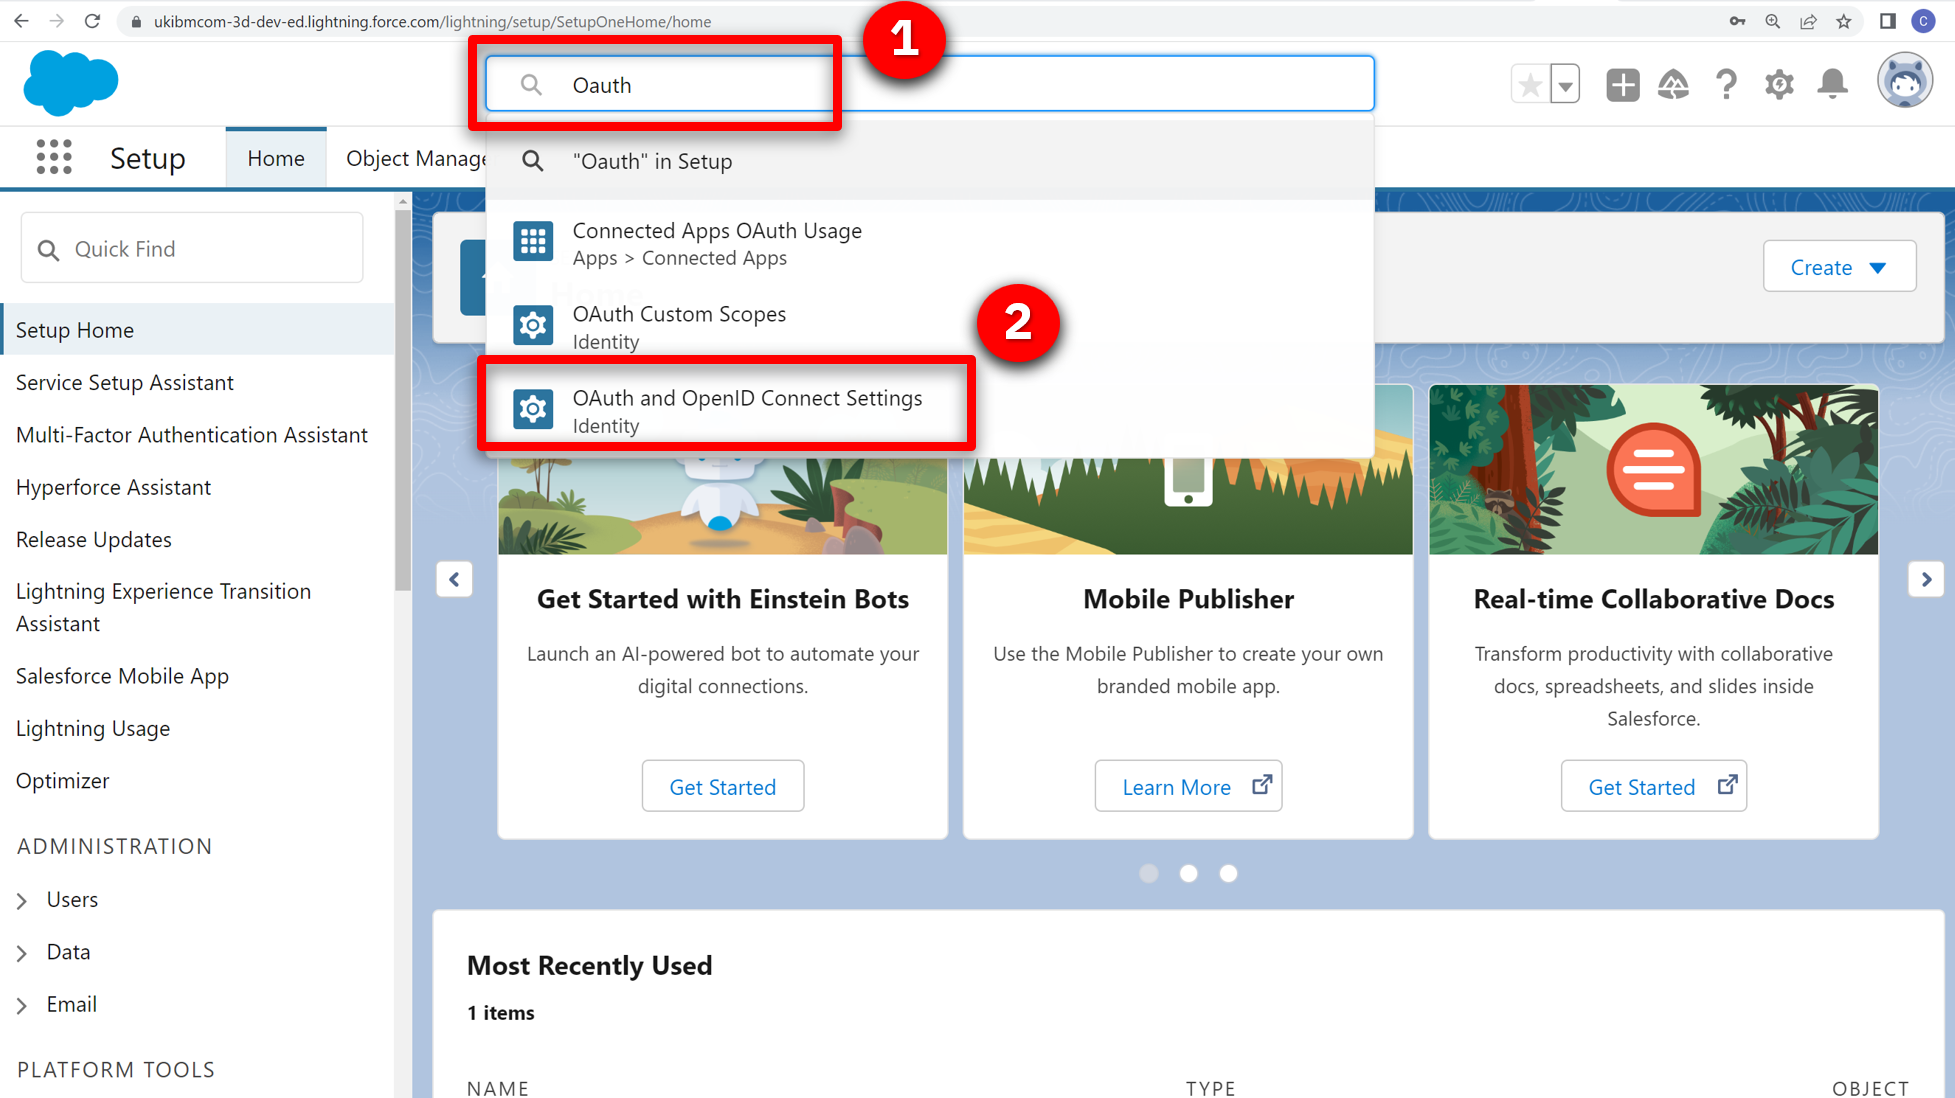 ukibmcom-3d-dev-ed.lightning.force.com/lightning/setup/SetupOneHome/home
C
1
Oauth
Setup
Home
Object Manage
"Oauth" in Setup
Connected Apps OAuth Usage
Apps > Connected Apps
OAuth Custom Scopes
Identity
2
OAuth and OpenID Connect Settings
Identity
Home
Create
Quick Find
Setup Home
Service Setup Assistant
Multi-Factor Authentication Assistant
Hyperforce Assistant
Release Updates
Lightning Experience Transition
Assistant
Salesforce Mobile App
Lightning Usage
Optimizer
ADMINISTRATION
Users
Data
Email
PLATFORM TOOLS
Get Started with Einstein Bots
Launch an AI-powered bot to automate your
digital connections.
Get Started
Mobile Publisher
Use the Mobile Publisher to create your own
branded mobile app.
Learn More
Real-time Collaborative Docs
Transform productivity with collaborative
docs, spreadsheets, and slides inside
Salesforce.
Get Started
Most Recently Used
1 items
NAME
TYPE
OBJECT